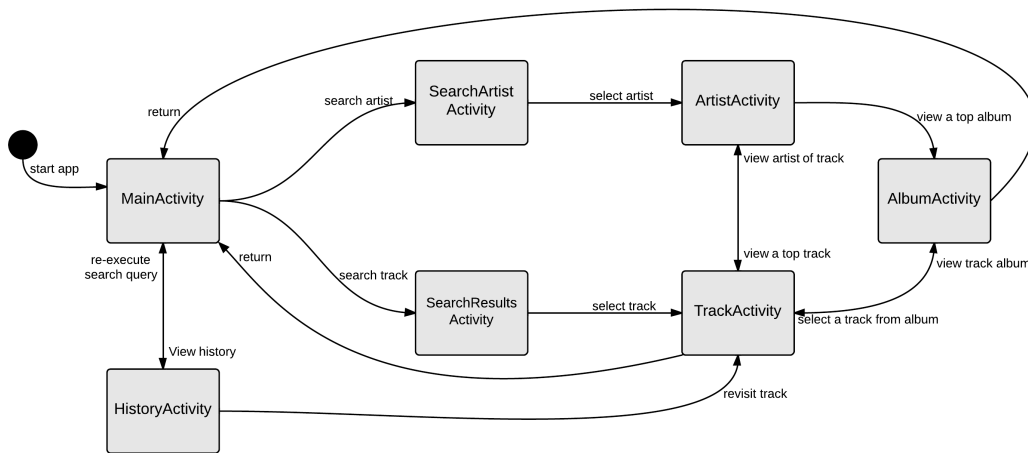 return
search artist
SearchArtist
Activity
select artist
ArtistActivity
view a top album
start app
MainActivity
view artist of track
AlbumActivity
re-execute
search query
return
search track
view a top track
view track album
SearchResults
Activity
select track
TrackActivity
select a track from album
View history
HistoryActivity
revisit track